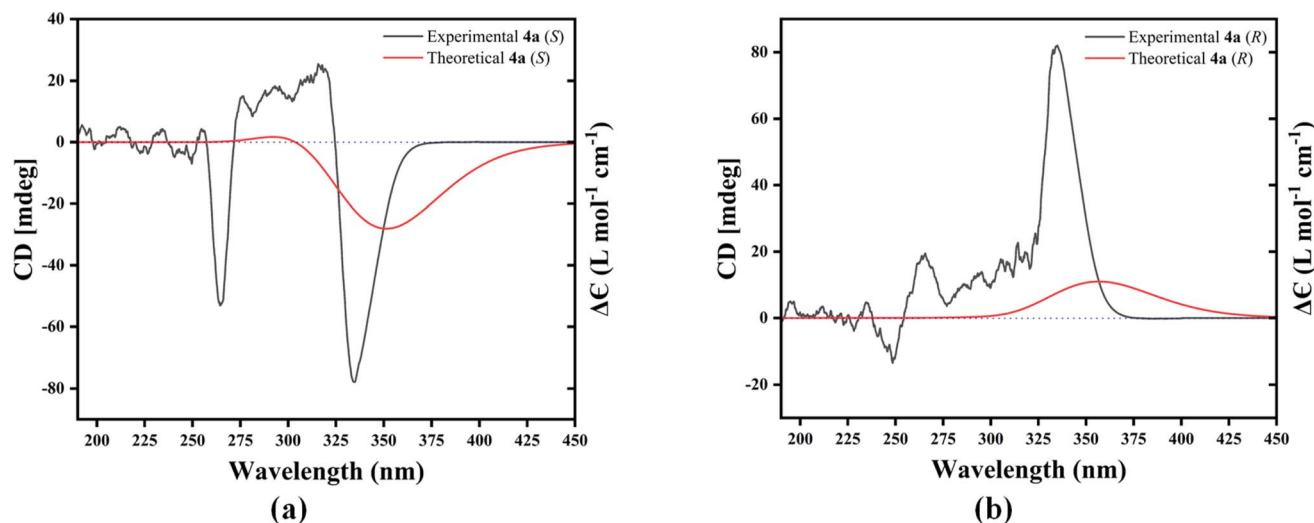 Experimental 4a (S)
Theoretical 4a (S)
40
20
0
-20
-40
-60
-80
CD [mdeg]
ΔЄ (L mol-1 cm-1)
200 225 250 275 300 325 350 375 400 425 450
Wavelength (nm)
(a)
Experimental 4a (R)
Theoretical 4a (R)
80
60
40
20
0
-20
CD [mdeg]
ΔЄ (L mol-1 cm-1)
200 225 250 275 300 325 350 375 400 425 450
Wavelength (nm)
(b)